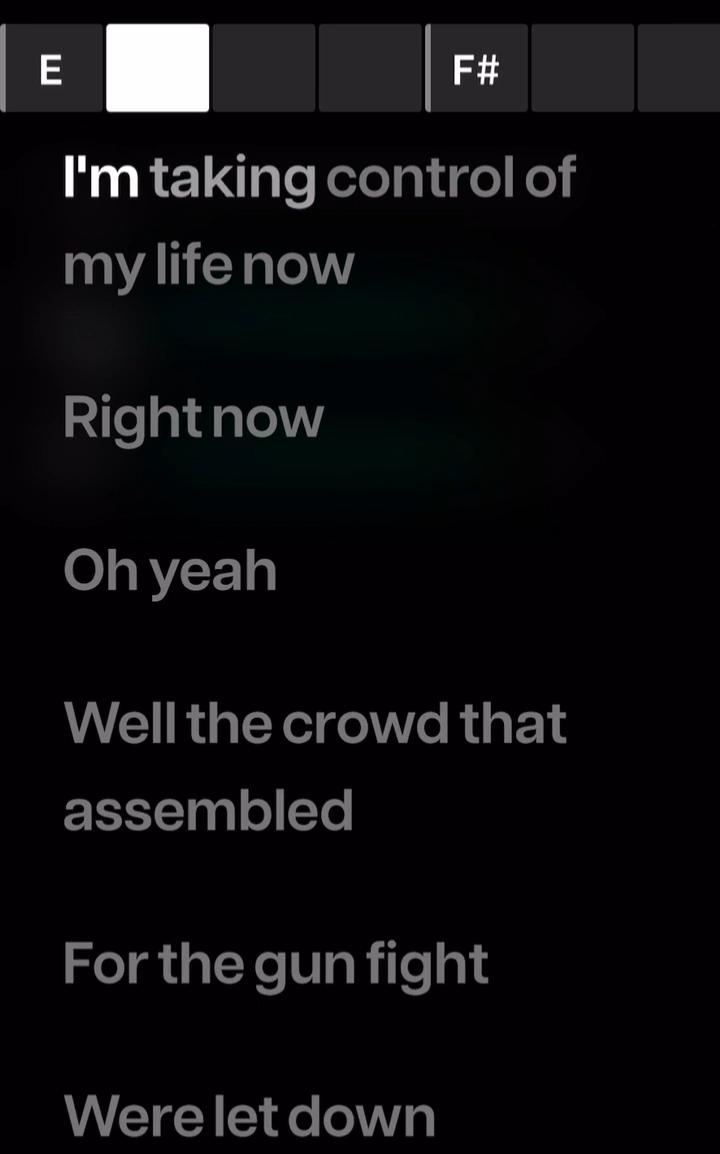 E F#
I'm taking control of
my life now
Right now
Oh yeah
Well the crowd that
assembled
For the gun fight
Were let down